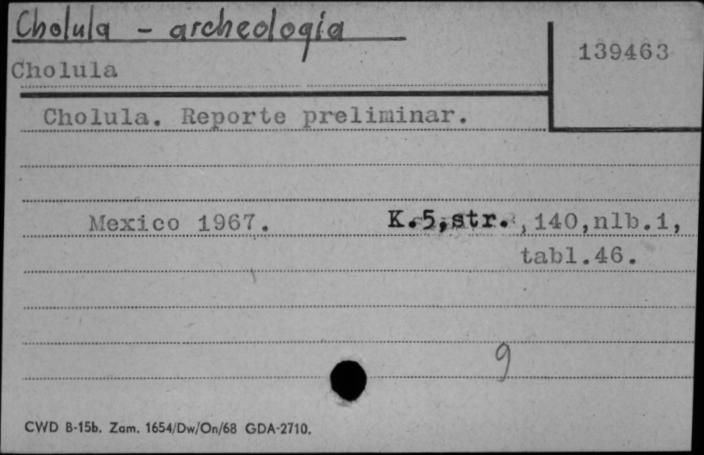 Cholula - archeologia
139463
Cholula
Cholula. Reporte preliminar.
Mexico 1967. K.5,str. ,140,nlb.1,
tabl.46.
9
CWD B-15b. Zam. 1654/Dw/On/68 GDA-2710.